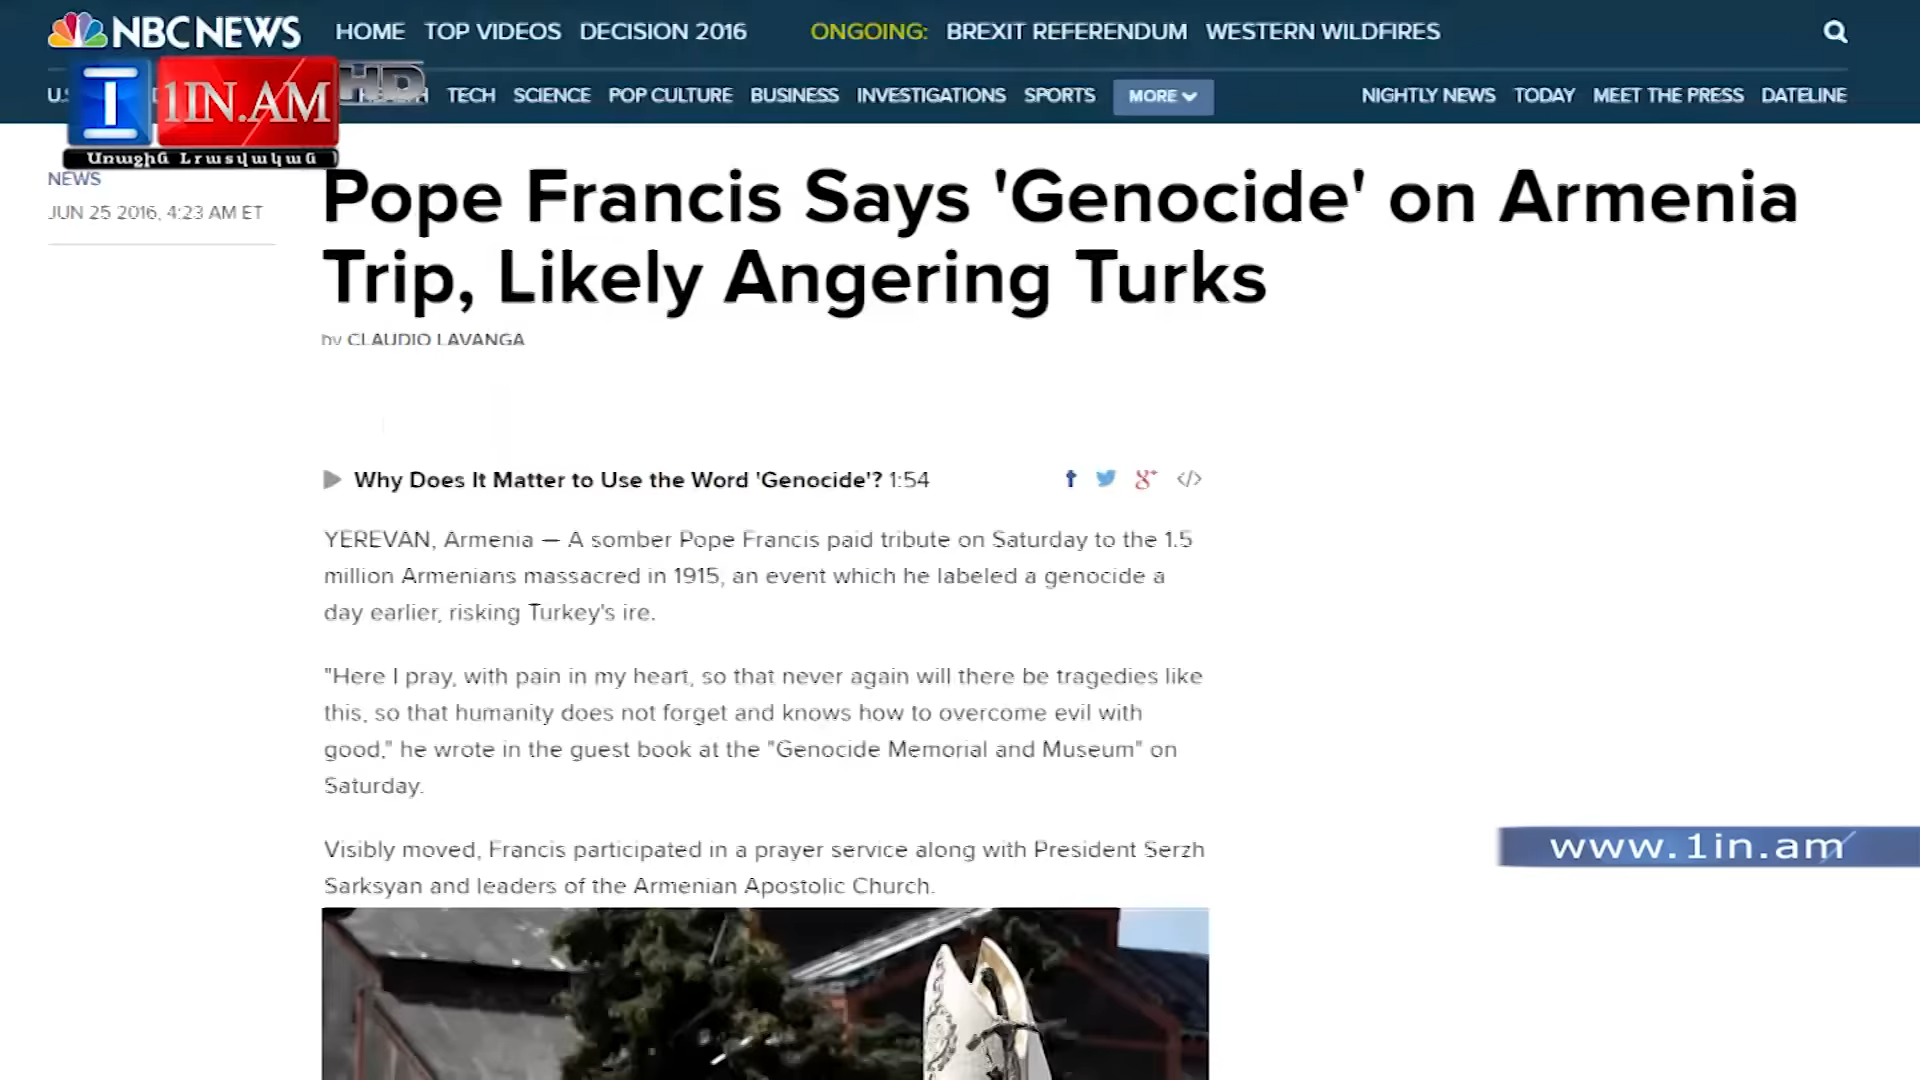 NBC NEWS HOME TOP VIDEOS DECISION 2016 ONGOING: BREXIT REFERENDUM WESTERN WILDFIRES
TECH SCIENCE POP CULTURE BUSINESS INVESTIGATIONS SPORTS MORE NIGHTLY NEWS TODAY MEET THE PRESS DATELINE
1IN.AM HD
Առաջին Լրատվական
NEWS
JUN 25 2016, 4:23 AM ET
Pope Francis Says 'Genocide' on Armenia
Trip, Likely Angering Turks
by CLAUDIO LAVANGA
Why Does It Matter to Use the Word 'Genocide'? 1:54
YEREVAN, Armenia — A somber Pope Francis paid tribute on Saturday to the 1.5
million Armenians massacred in 1915, an event which he labeled a genocide a
day earlier, risking Turkey's ire.
"Here I pray, with pain in my heart, so that never again will there be tragedies like
this, so that humanity does not forget and knows how to overcome evil with
good," he wrote in the guest book at the "Genocide Memorial and Museum" on
Saturday.
www.1in.am
Visibly moved, Francis participated in a prayer service along with President Serzh
Sarksyan and leaders of the Armenian Apostolic Church.